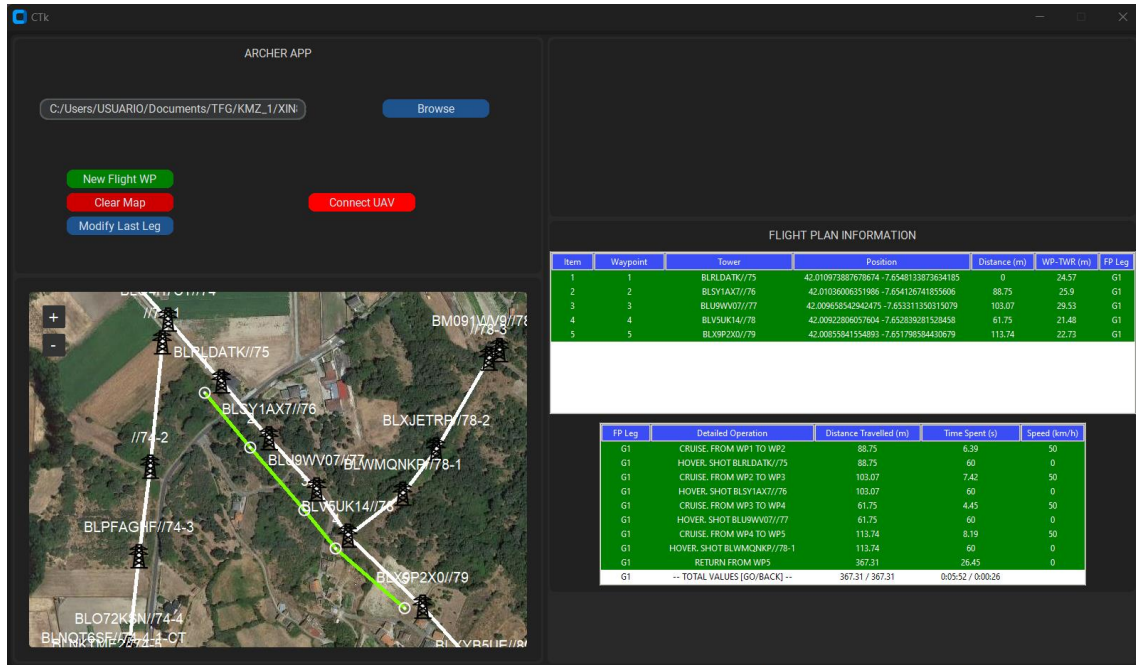 CTk
ARCHER APP
C:/Users/USUARIO/Documents/TFG/KMZ_1/XIN
Browse
New Flight WP
Clear Map
Connect UAV
Modify Last Leg
FLIGHT PLAN INFORMATION
Item Waypoint Tower Position Distance (m) WP-TWR (m) FP Leg
1 1 BLRLDATK//75 42.010973887678674 -7.6548133873634185 0 24.57 G1
2 2 BLSY1AX7//76 42.01036006351986 -7.654126741855606 88.75 25.9 G1
3 3 BLU9WV07//77 42.009658542942475 -7.653311350315079 103.07 29.53 G1
4 4 BLV5UK14//78 42.00922806057604 -7.652839281528458 61.75 21.48 G1
5 5 BLX9P2X0//79 42.00855841554893 -7.651798584430679 113.74 22.73 G1
+
-
BM091WV9//78
//78-3
BLRLDATK//75
BLSY1AX7//76
2
BLXJETRP//78-2
//74-2
BLU9WV07//77
BLWMQNKP//78-1
3
BLV5UK14//78
BLPFAGHF//74-3
BLX9P2X0//79
BLO72KSN//74-4
FP Leg Detailed Operation Distance Travelled (m) Time Spent (s) Speed (km/h)
G1 CRUISE. FROM WP1 TO WP2 88.75 6.39 50
G1 HOVER. SHOT BLRLDATK//75 88.75 60 0
G1 CRUISE. FROM WP2 TO WP3 103.07 7.42 50
G1 HOVER. SHOT BLSY1AX7//76 103.07 60 0
G1 CRUISE. FROM WP3 TO WP4 61.75 4.45 50
G1 HOVER. SHOT BLU9WV07//77 61.75 60 0
G1 CRUISE. FROM WP4 TO WP5 113.74 8.19 50
G1 HOVER. SHOT BLWMQNKP//78-1 113.74 60 0
G1 RETURN FROM WP5 367.31 26.45 0
G1 -- TOTAL VALUES [GO/BACK] -- 367.31 / 367.31 0:05:52 / 0:00:26